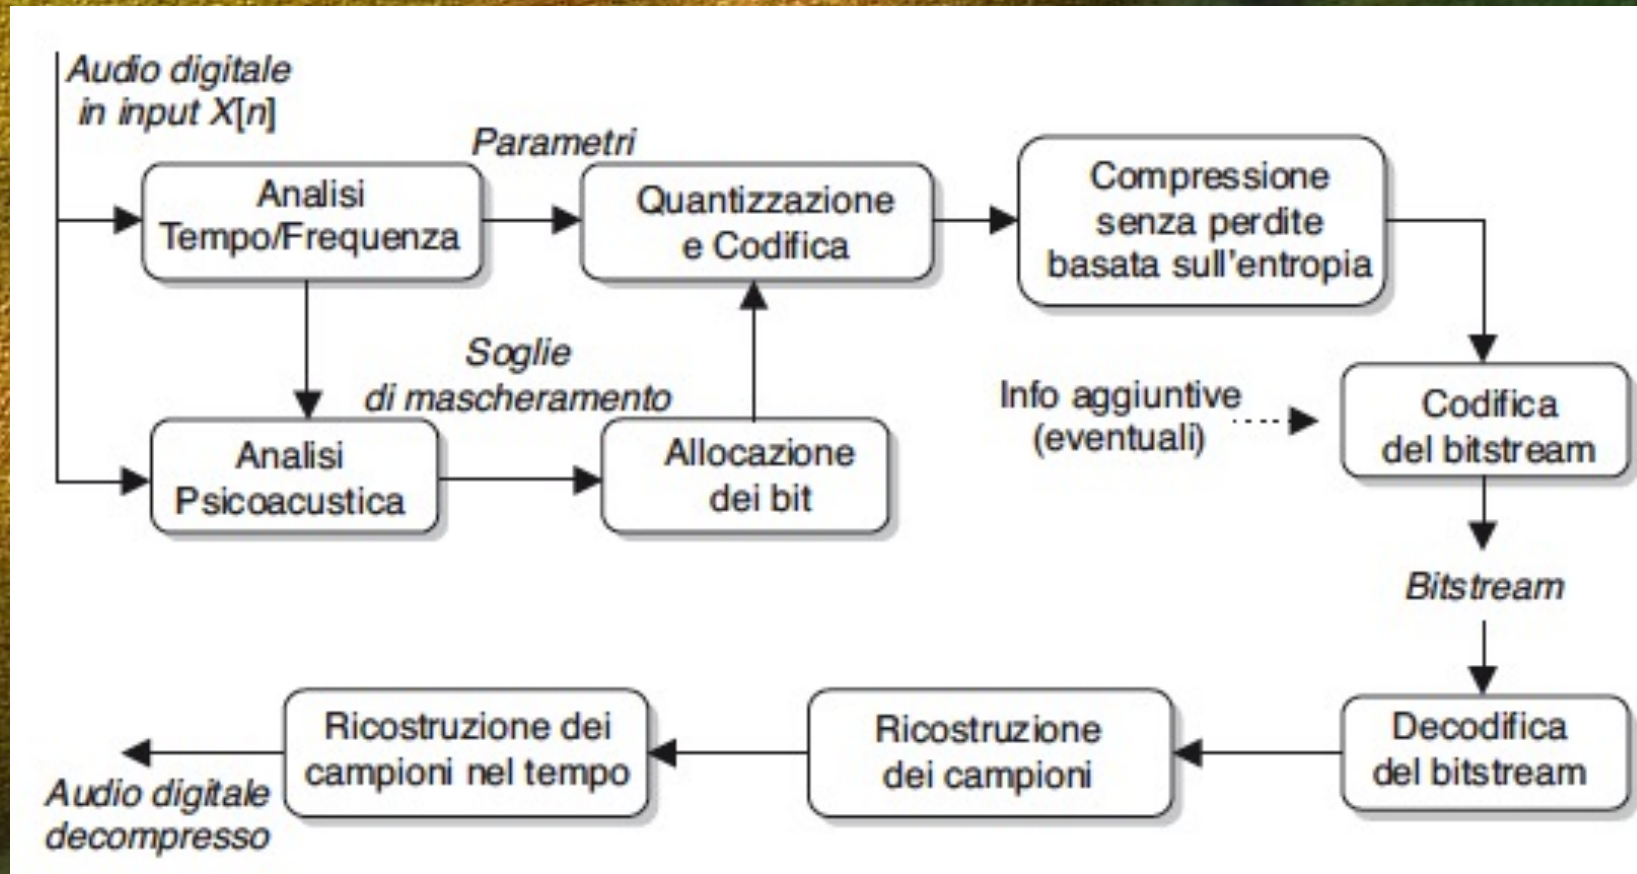 Audio digitale
in input X[n]
Parametri
Analisi
Tempo/Frequenza
Quantizzazione
e Codifica
Compressione
senza perdite
basata sull'entropia
Soglie
di mascheramento
Analisi
Psicoacustica
Allocazione
dei bit
Info aggiuntive
(eventuali)
Codifica
del bitstream
Bitstream
Decodifica
del bitstream
Ricostruzione
dei campioni
Ricostruzione dei
campioni nel tempo
Audio digitale
decompresso